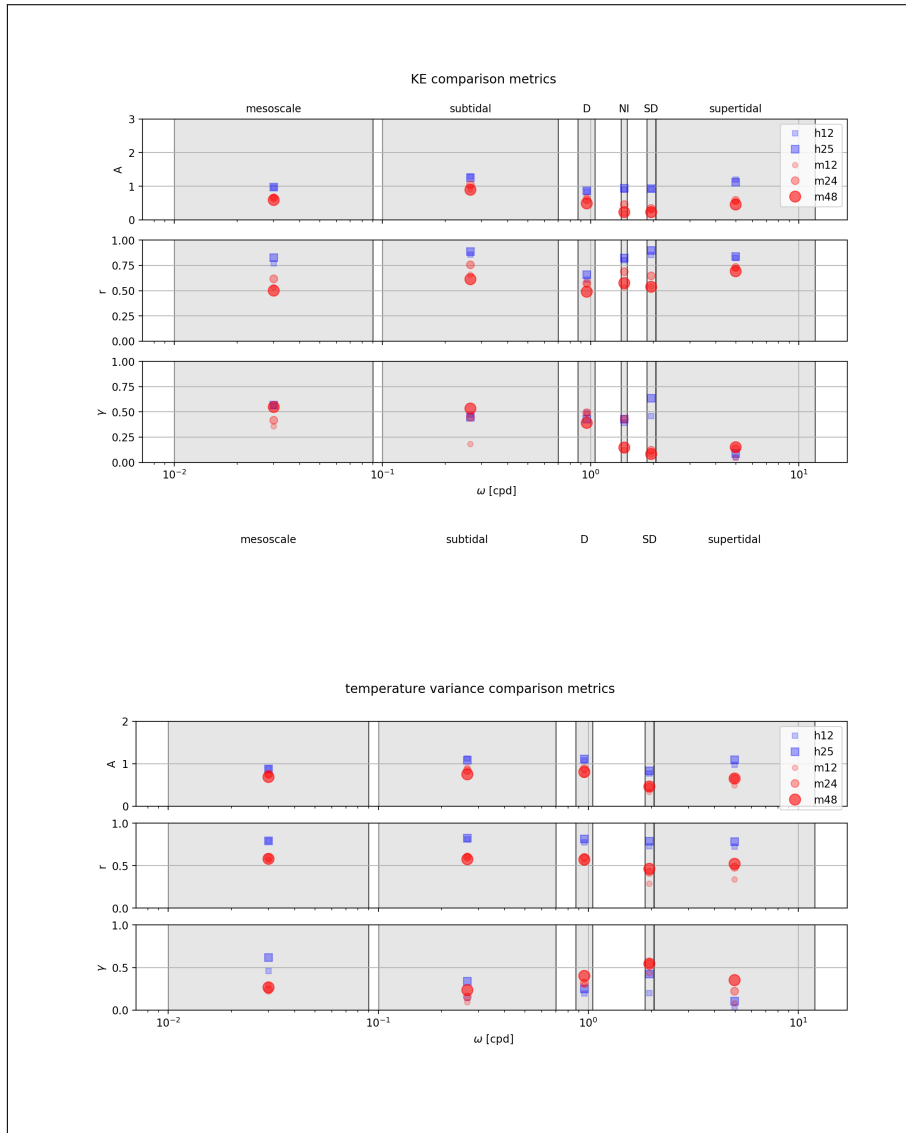 KE comparison metrics
mesoscale subtidal D NI SD supertidal
3
2
1
0
A
h12
h25
m12
m24
m48
1.00
0.75
0.50
0.25
0.00
r
1.00
0.75
0.50
0.25
0.00
γ
10⁻² 10⁻¹ 10⁰ 10¹
ω [cpd]
mesoscale subtidal D SD supertidal
temperature variance comparison metrics
2
1
0
A
h12
h25
m12
m24
m48
1.0
0.5
0.0
r
1.0
0.5
0.0
γ
10⁻² 10⁻¹ 10⁰ 10¹
ω [cpd]